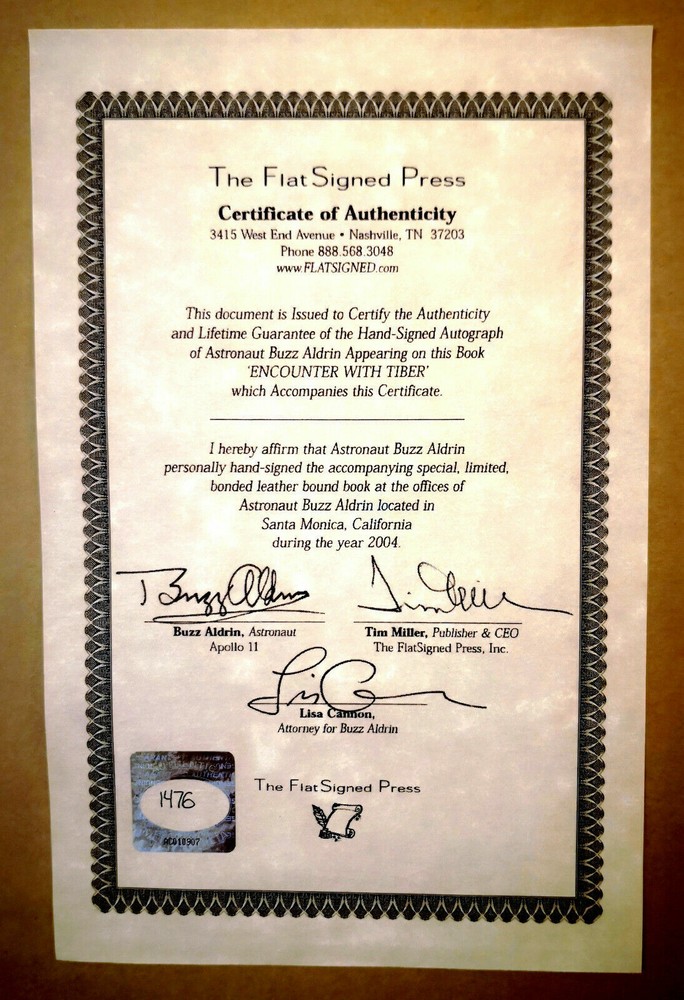 The FlatSigned Press
Certificate of Authenticity
3415 West End Avenue • Nashville, TN 37203
Phone 888.568.3048
www.FLATSIGNED.com
This document is Issued to Certify the Authenticity
and Lifetime Guarantee of the Hand-Signed Autograph
of Astronaut Buzz Aldrin Appearing on this Book
'ENCOUNTER WITH TIBER'
which Accompanies this Certificate.
I hereby affirm that Astronaut Buzz Aldrin
personally hand-signed the accompanying special, limited,
bonded leather bound book at the offices of
Astronaut Buzz Aldrin located in
Santa Monica, California
during the year 2004.
Buzz Aldrin
Buzz Aldrin, Astronaut
Apollo 11
Tim Miller
Tim Miller, Publisher & CEO
The FlatSigned Press, Inc.
Lisa Cannon,
Attorney for Buzz Aldrin
1476
AC010907
The FlatSigned Press